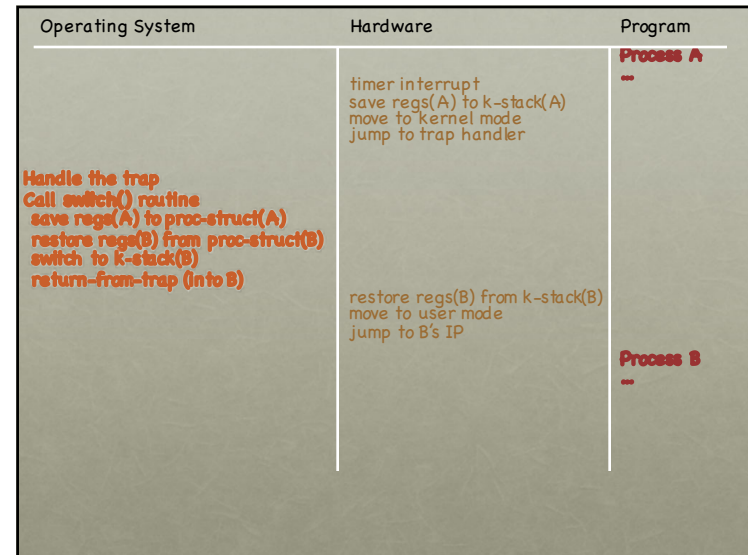 Operating System Hardware Program
Process A
...
timer interrupt
save regs(A) to k-stack(A)
move to kernel mode
jump to trap handler
Handle the trap
Call switch() routine
save regs(A) to proc-struct(A)
restore regs(B) from proc-struct(B)
switch to k-stack(B)
return-from-trap (into B)
restore regs(B) from k-stack(B)
move to user mode
jump to B's IP
Process B
...